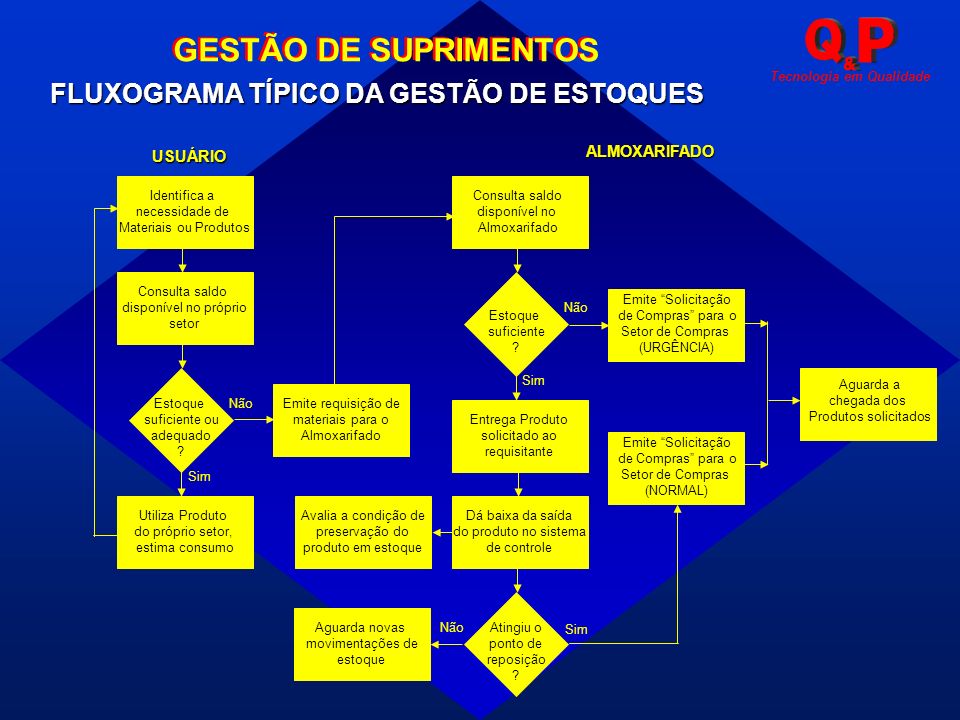 GESTÃO DE SUPRIMENTOS
Q&P
Tecnologia em Qualidade
FLUXOGRAMA TÍPICO DA GESTÃO DE ESTOQUES
USUÁRIO
ALMOXARIFADO
Identifica a
necessidade de
Materiais ou Produtos
Consulta saldo
disponível no próprio
setor
Estoque
suficiente ou
adequado
?
Não
Sim
Emite requisição de
materiais para o
Almoxarifado
Utiliza Produto
do próprio setor,
estima consumo
Consulta saldo
disponível no
Almoxarifado
Estoque
suficiente
?
Não
Sim
Emite “Solicitação
de Compras” para o
Setor de Compras
(URGÊNCIA)
Entrega Produto
solicitado ao
requisitante
Emite “Solicitação
de Compras” para o
Setor de Compras
(NORMAL)
Aguarda a
chegada dos
Produtos solicitados
Avalia a condição de
preservação do
produto em estoque
Dá baixa da saída
do produto no sistema
de controle
Aguarda novas
movimentações de
estoque
Não
Atingiu o
ponto de
reposição
?
Sim